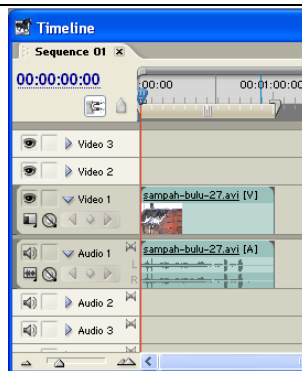 Timeline
Sequence 01 x
00:00:00:00
:00:00 00:01:00:00
Video 3
Video 2
Video 1 sampah-bulu-27.avi [V]
Audio 1 sampah-bulu-27.avi [A]
L
R
Audio 2
Audio 3